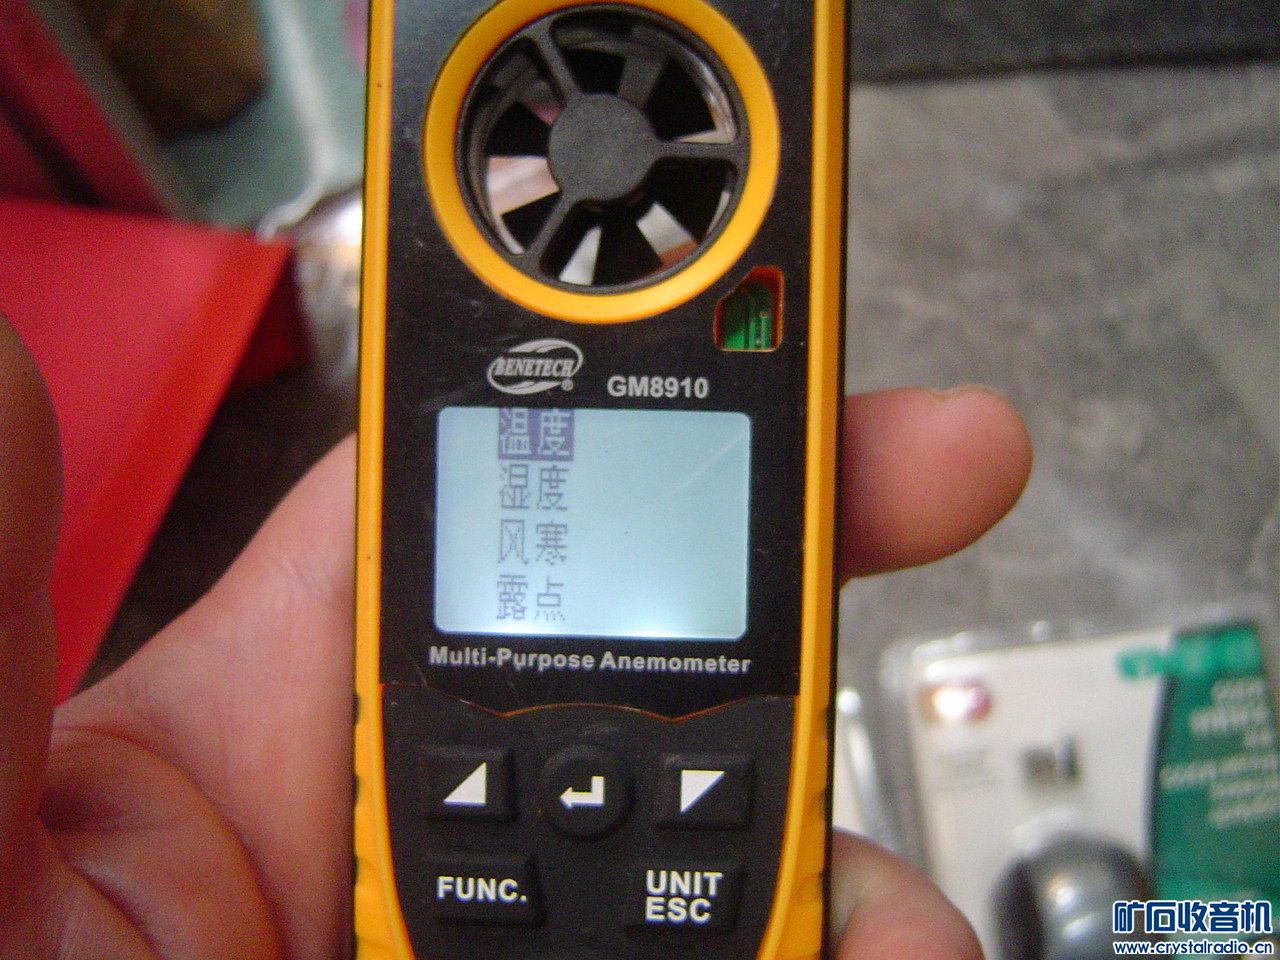 BENETECH®
GM8910
温度
湿度
风寒
露点
Multi-Purpose Anemometer
FUNC.
UNIT
ESC
矿石收音机
www.crystalradio.cn